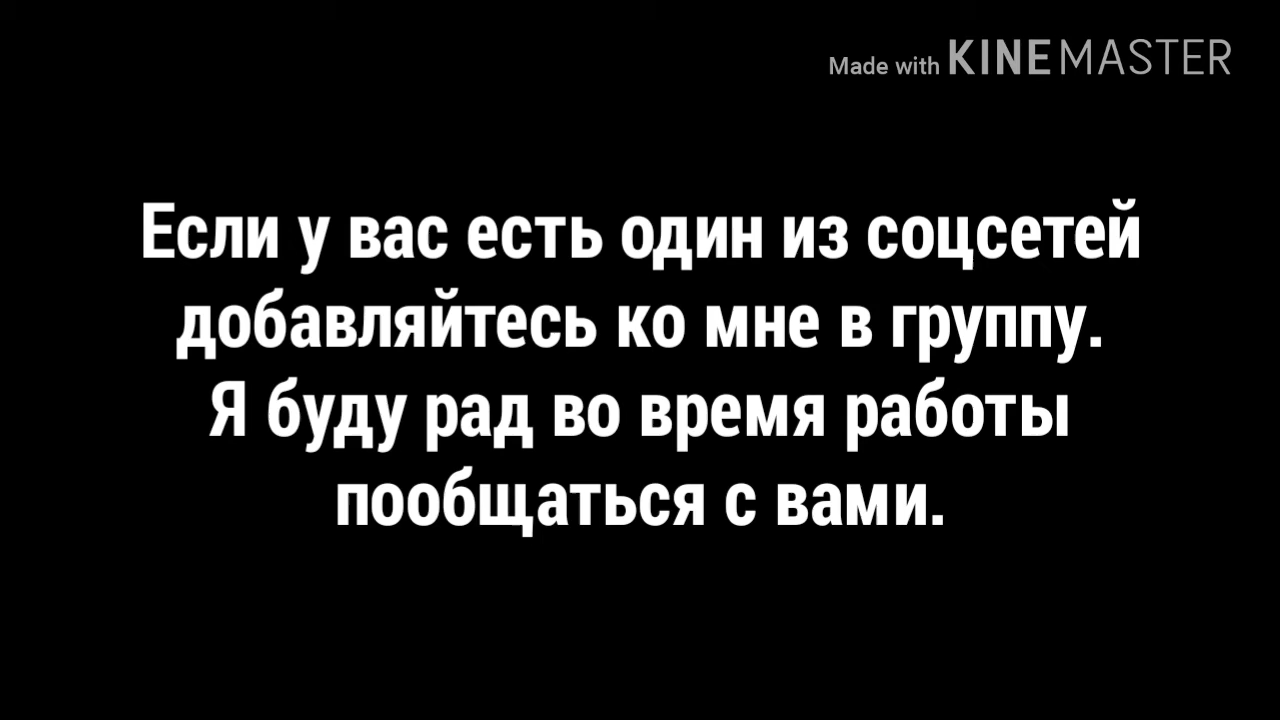 Made with KINEMASTER
Если у вас есть один из соцсетей
добавляйтесь ко мне в группу.
Я буду рад во время работы
пообщаться с вами.